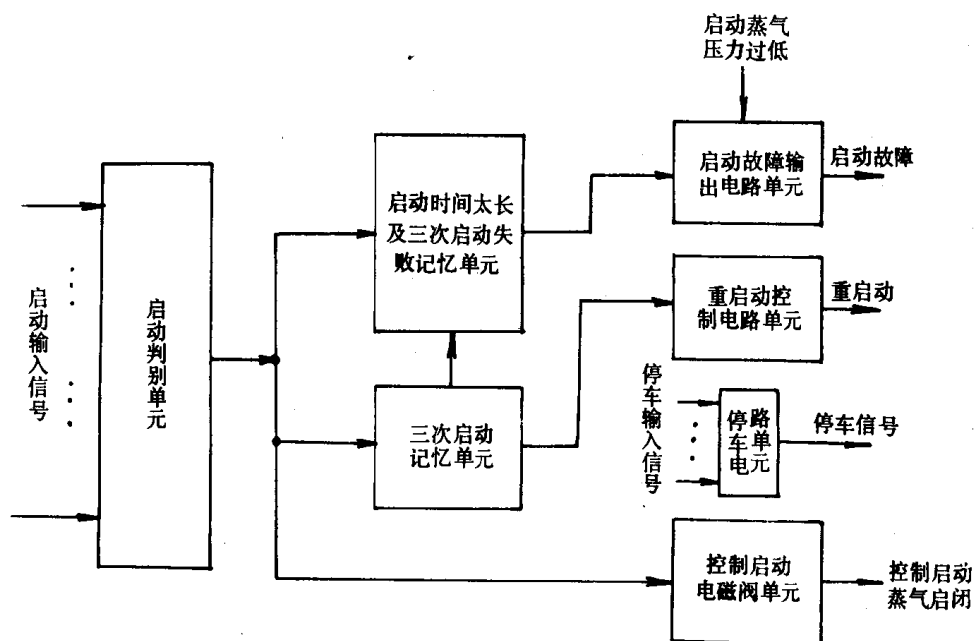 启动蒸气
压力过低
启动故障输
出电路单元
启动故障
启动时间太长
及三次启动失
败记忆单元
重启动控
制电路单元
重启动
启动输入信号
启动判别单元
三次启动
记忆单元
停车输入信号
停车电
路单元
停车信号
控制启动
电磁阀单元
控制启动
蒸气启闭